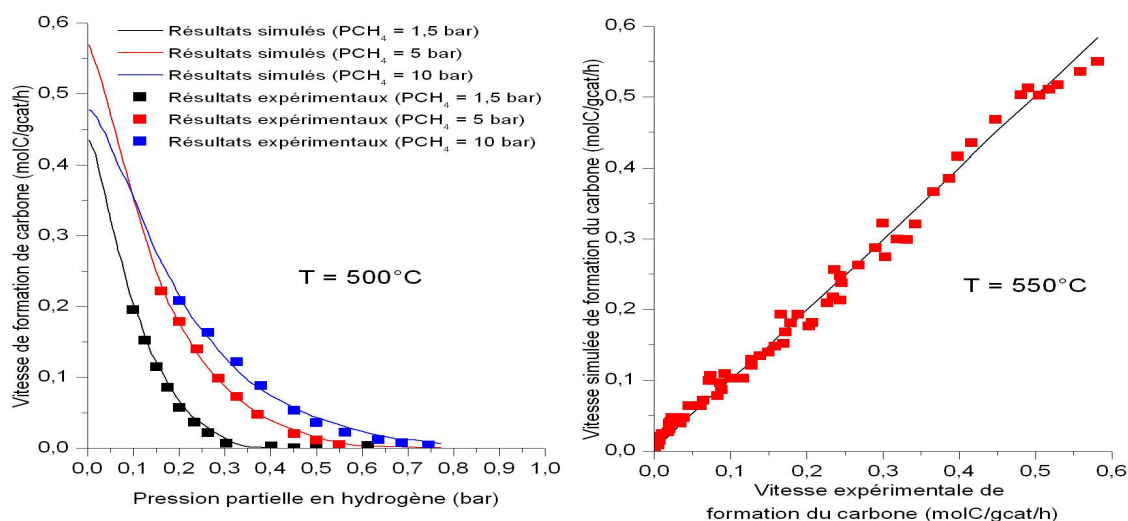 Vitesse de formation de carbone (molC/gcat/h)
0,6
0,5
0,4
0,3
0,2
0,1
0,0
Résultats simulés (PCH4 = 1,5 bar)
Résultats simulés (PCH4 = 5 bar)
Résultats simulés (PCH4 = 10 bar)
Résultats expérimentaux (PCH4 = 1,5 bar)
Résultats expérimentaux (PCH4 = 5 bar)
Résultats expérimentaux (PCH4 = 10 bar)
T = 500°C
0,0 0,1 0,2 0,3 0,4 0,5 0,6 0,7 0.8 0.9 1.0
Pression partielle en hydrogène (bar)
Vitesse simulée de formation du carbone (molC/gcat/h)
0,6
0,5
0,4
0,3
0,2
0,1
0,0
T = 550°C
0,0 0,1 0,2 0,3 0,4 0,5 0,6
Vitesse expérimentale de
formation du carbone (molC/gcat/h)